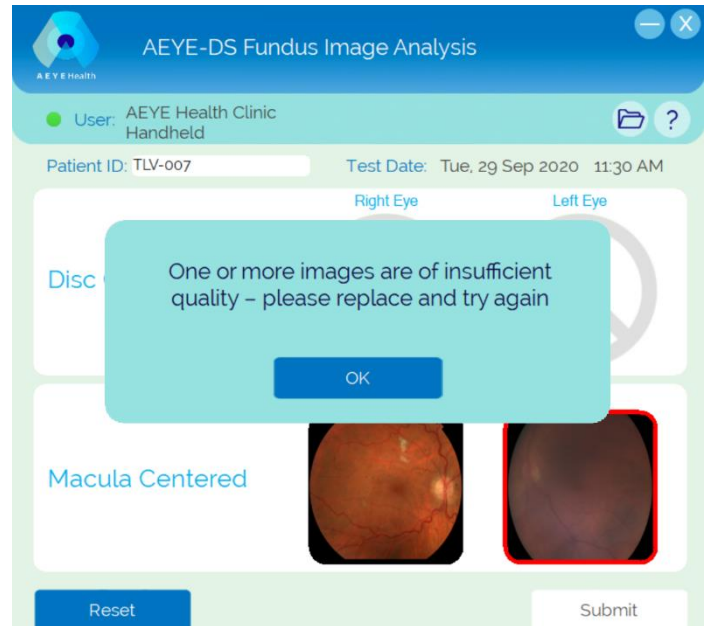 AEYE-DS Fundus Image Analysis
AEYE Health
User: AEYE Health Clinic
Handheld
?
Patient ID: TLV-007 Test Date: Tue, 29 Sep 2020 11:30 AM
Right Eye Left Eye
Disc
One or more images are of insufficient
quality – please replace and try again
OK
Macula Centered
Reset Submit